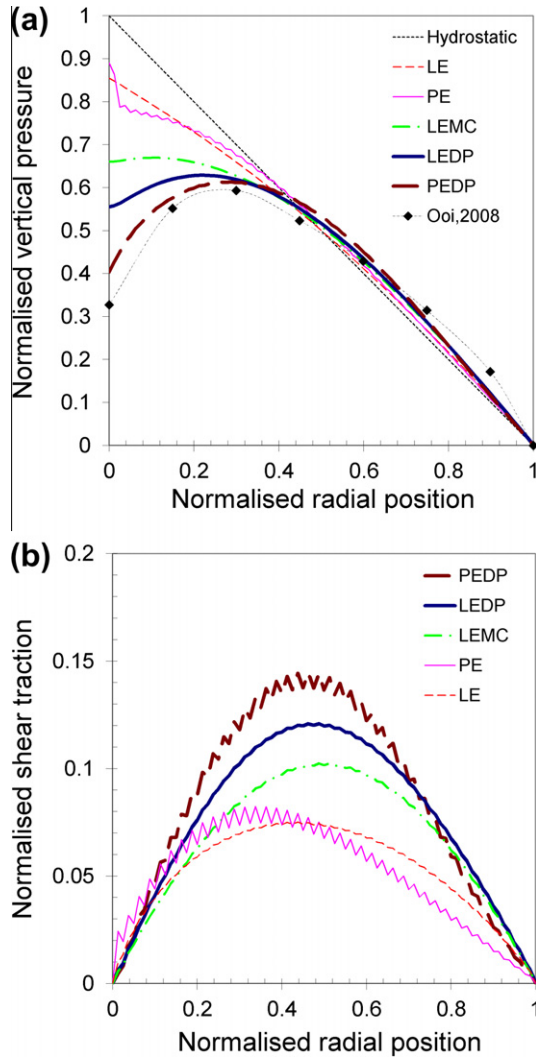 (a)
Normalised vertical pressure
1
0.9
0.8
0.7
0.6
0.5
0.4
0.3
0.2
0.1
0
Hydrostatic
LE
PE
LEMC
LEDP
PEDP
Ooi,2008
0 0.2 0.4 0.6 0.8 1
Normalised radial position
(b)
Normalised shear traction
0.2
0.15
0.1
0.05
0
PEDP
LEDP
LEMC
PE
LE
0 0.2 0.4 0.6 0.8 1
Normalised radial position